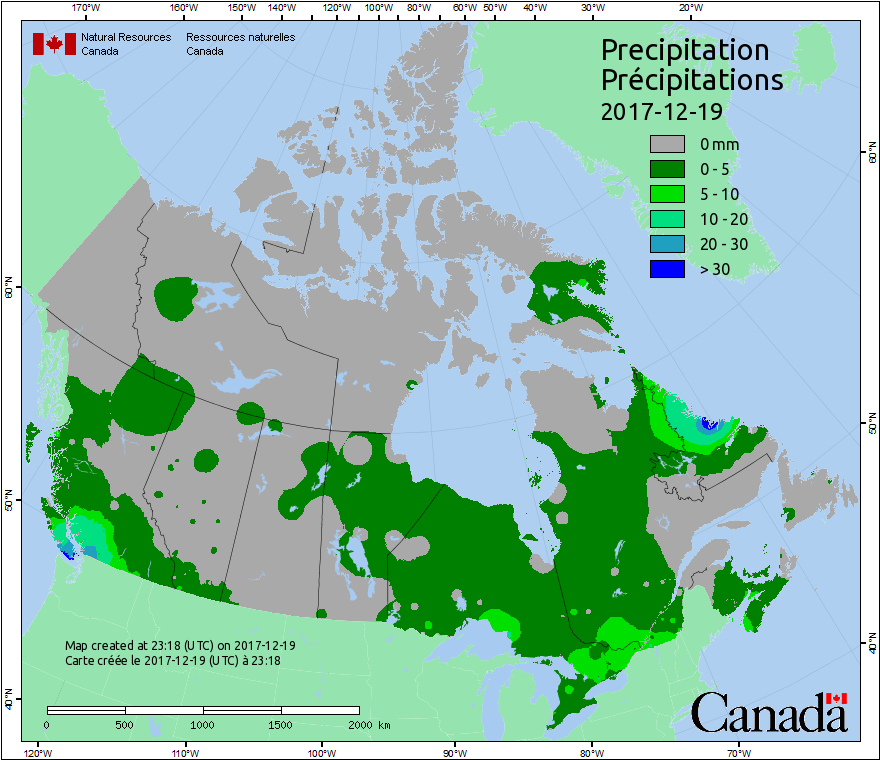 170°W 160°W 150°W 140°W 130°W 120°W 110°W 100°W 90°W 80°W 70°W 60°W 50°W 40°W 30°W 20°W
Natural Resources Ressources naturelles
Canada Canada
Precipitation
Précipitations
2017-12-19
0 mm
0 - 5
5 - 10
10 - 20
20 - 30
> 30
60°N 60°N
50°N 50°N
40°N 40°N
Map created at 23:18 (UTC) on 2017-12-19
Carte créée le 2017-12-19 (UTC) à 23:18
0 500 1000 1500 2000 km
Canada
120°W 110°W 100°W 90°W 80°W 70°W